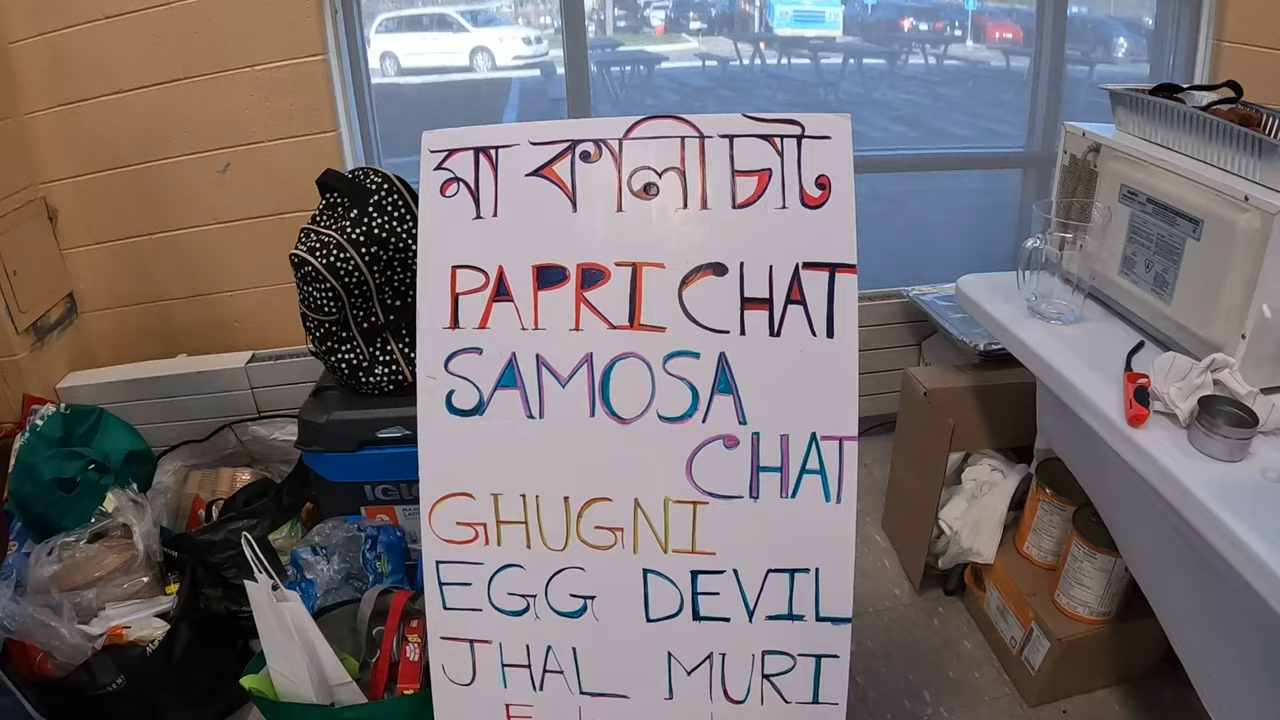 মা কালী চাট
PAPRI CHAT
SAMOSA
CHAT
GHUGNI
EGG DEVIL
JHAL MURI